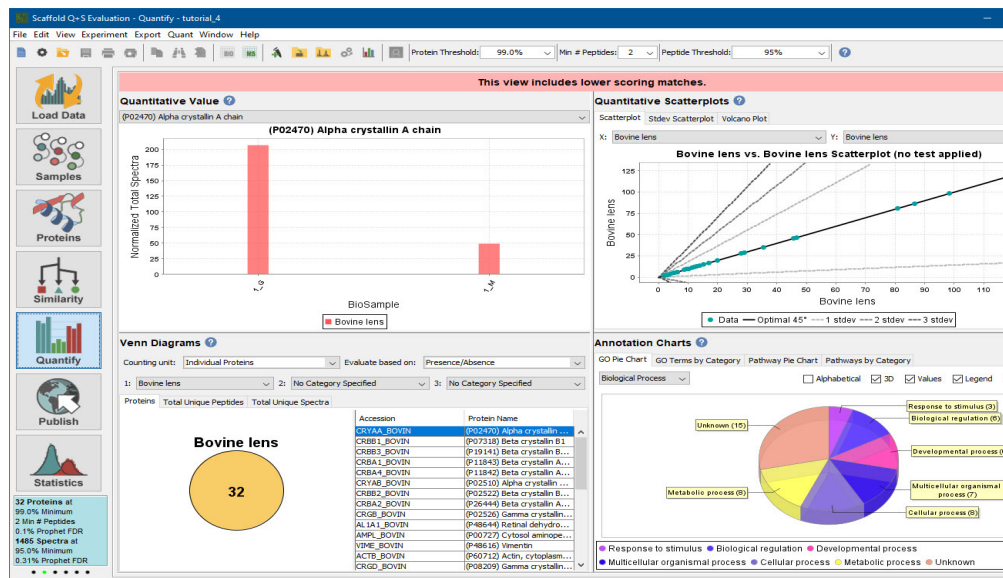 Scaffold Q+S Evaluation - Quantify - tutorial_4
File Edit View Experiment Export Quant Window Help
BIO MS Protein Threshold: 99.0% Min # Peptides: 2 Peptide Threshold: 95%
Load Data
Samples
Proteins
Similarity
Quantify
Publish
Statistics
32 Proteins at
99.0% Minimum
2 Min # Peptides
0.1% Prophet FDR
1485 Spectra at
95.0% Minimum
0.31% Prophet FDR
This view includes lower scoring matches.
Quantitative Value
(P02470) Alpha crystallin A chain
(P02470) Alpha crystallin A chain
Normalized Total Spectra
200
175
150
125
100
75
50
25
0
1_G 1_M
BioSample
Bovine lens
Quantitative Scatterplots
Scatterplot Stdev Scatterplot Volcano Plot
X: Bovine lens Y: Bovine lens
Bovine lens vs. Bovine lens Scatterplot (no test applied)
Bovine lens
125
100
75
50
25
0
0 10 20 30 40 50 60 70 80 90 100 110
Bovine lens
Data Optimal 45° 1 stdev 2 stdev 3 stdev
Venn Diagrams
Counting unit: Individual Proteins Evaluate based on: Presence/Absence
1: Bovine lens 2: No Category Specified 3: No Category Specified
Proteins Total Unique Peptides Total Unique Spectra
Bovine lens
32
Accession Protein Name
CRYAA_BOVIN (P02470) Alpha crystallin ...
CRBB1_BOVIN (P07318) Beta crystallin B1
CRBB3_BOVIN (P19141) Beta crystallin B...
CRBA1_BOVIN (P11843) Beta crystallin A...
CRBA4_BOVIN (P11842) Beta crystallin A...
CRYAB_BOVIN (P02510) Alpha crystallin ...
CRBB2_BOVIN (P02522) Beta crystallin B...
CRBA2_BOVIN (P26444) Beta crystallin A...
CRGB_BOVIN (P02526) Gamma crystallin...
AL1A1_BOVIN (P48644) Retinal dehydro...
AMPL_BOVIN (P00727) Cytosol aminope...
VIME_BOVIN (P48616) Vimentin
ACTB_BOVIN (P60712) Actin, cytoplasm...
CRGD_BOVIN (P08209) Gamma crystallin...
Annotation Charts
GO Pie Chart GO Terms by Category Pathway Pie Chart Pathways by Category
Biological Process Alphabetical 3D Values Legend
Response to stimulus (3)
Biological regulation (6)
Unknown (15)
Developmental process (
Multicellular organismal
process (7)
Metabolic process (8)
Cellular process (8)
Response to stimulus Biological regulation Developmental process
Multicellular organismal process Cellular process Metabolic process Unknown